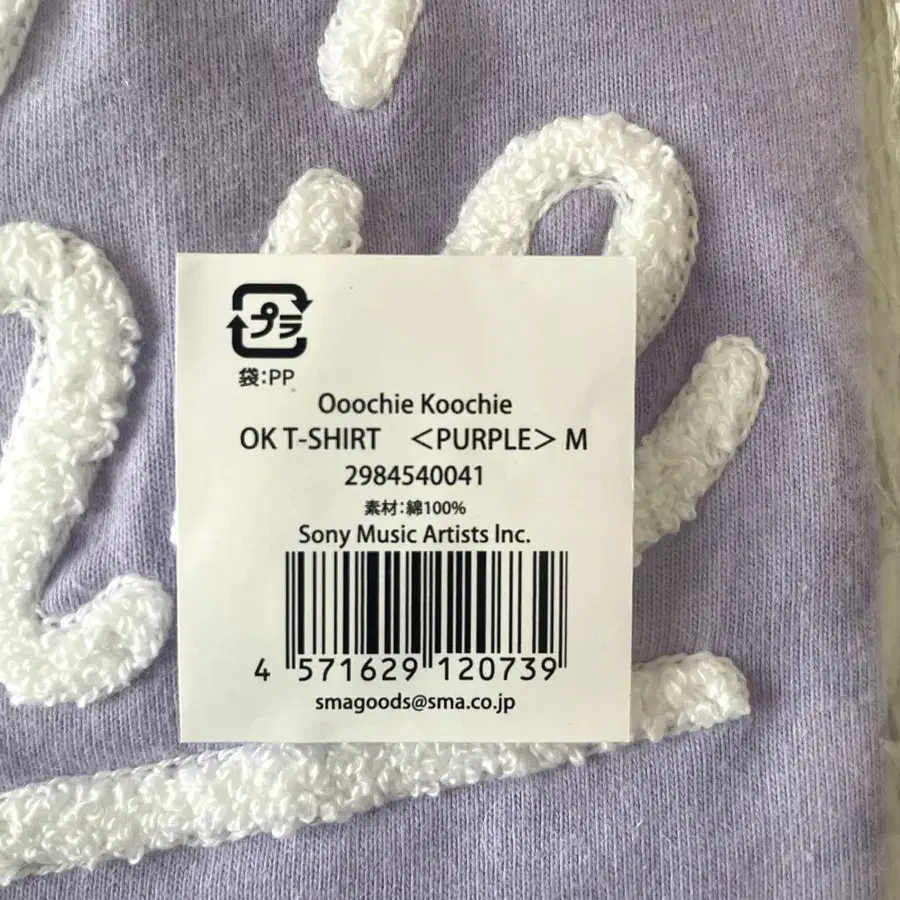 プラ
袋:PP
Ooochie Koochie
OK T-SHIRT　<PURPLE> M
2984540041
素材:綿100%
Sony Music Artists Inc.
4 571629 120739
smagoods@sma.co.jp